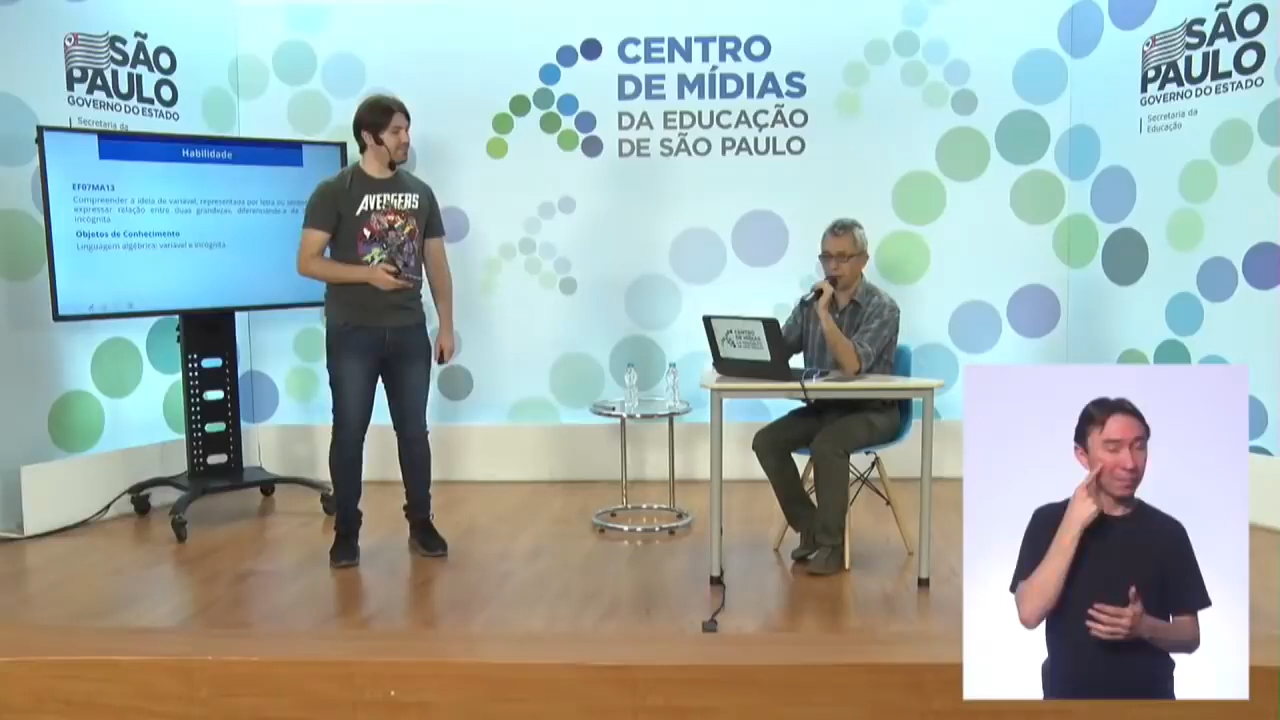 SÃO
PAULO
GOVERNO DO ESTADO
Secretaria da
CENTRO
DE MÍDIAS
DA EDUCAÇÃO
DE SÃO PAULO
SÃO
PAULO
GOVERNO DO ESTADO
Secretaria da
Educação
Habilidade
EF07MA13
Compreender a ideia de variável, representada por letra ou
expressar relação entre duas grandezas, diferenciando-a da
incógnita.
Objetos de Conhecimento
Linguagem algébrica: variável e incógnita.
AVENGERS
CENTRO
DE MÍDIAS